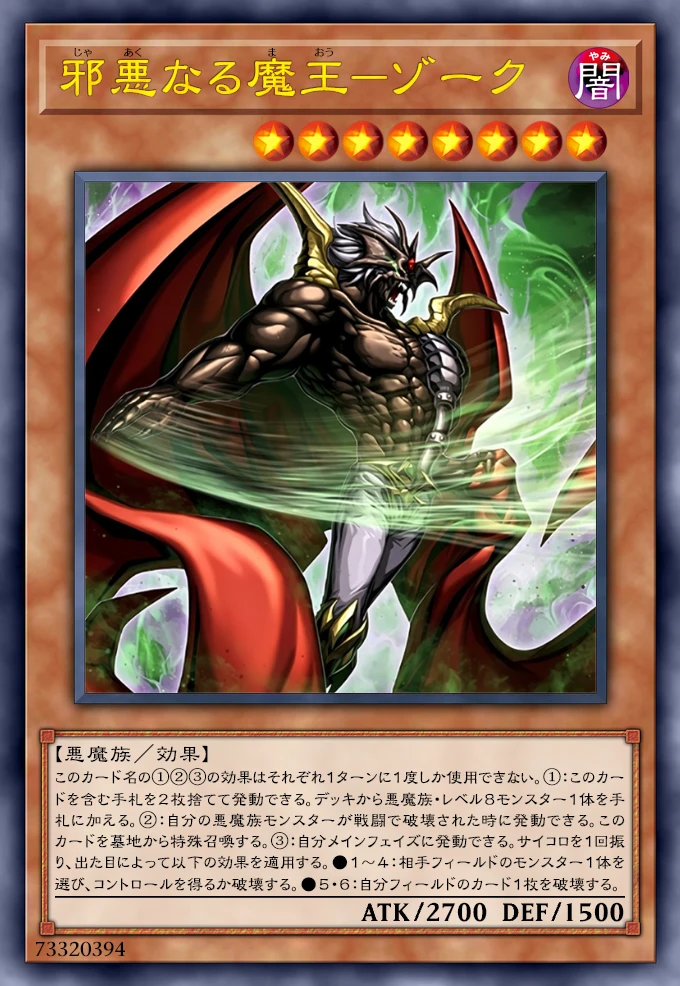 邪悪なる魔王－ゾーク
じゃ あく ま おう
闇
やみ
【悪魔族／効果】
このカード名の①②③の効果はそれぞれ1ターンに1度しか使用できない。①：このカー
ドを含む手札を2枚捨てて発動できる。デッキから悪魔族・レベル8モンスター1体を手
札に加える。②：自分の悪魔族モンスターが戦闘で破壊された時に発動できる。この
カードを墓地から特殊召喚する。③：自分メインフェイズに発動できる。サイコロを1回振
り、出た目によって以下の効果を適用する。●1～4：相手フィールドのモンスター1体を
選び、コントロールを得るか破壊する。●5・6：自分フィールドのカード1枚を破壊する。
ATK/2700 DEF/1500
73320394